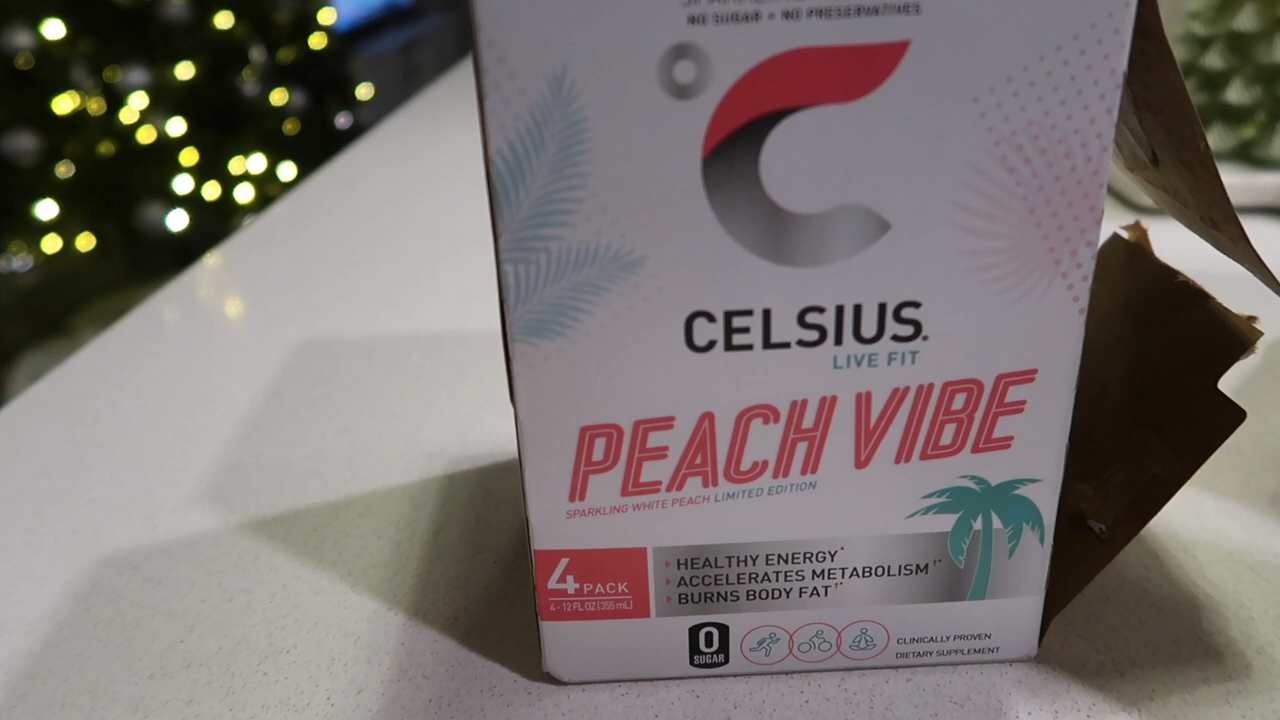 NO SUGAR • NO PRESERVATIVES
CELSIUS.
LIVE FIT
PEACH VIBE
SPARKLING WHITE PEACH LIMITED EDITION
4 PACK
4 - 12 FL OZ (355 mL)
HEALTHY ENERGY*
ACCELERATES METABOLISM†*
BURNS BODY FAT†*
0
SUGAR
CLINICALLY PROVEN
DIETARY SUPPLEMENT